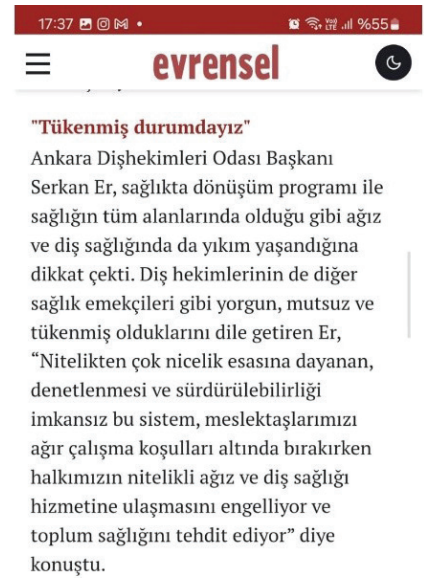 17:37
%55
evrensel
"Tükenmiş durumdayız"
Ankara Dişhekimleri Odası Başkanı
Serkan Er, sağlıkta dönüşüm programı ile
sağlığın tüm alanlarında olduğu gibi ağız
ve diş sağlığında da yıkım yaşandığına
dikkat çekti. Diş hekimlerinin de diğer
sağlık emekçileri gibi yorgun, mutsuz ve
tükenmiş olduklarını dile getiren Er,
“Nitelikten çok nicelik esasına dayanan,
denetlenmesi ve sürdürülebilirliği
imkansız bu sistem, meslektaşlarımızı
ağır çalışma koşulları altında bırakırken
halkımızın nitelikli ağız ve diş sağlığı
hizmetine ulaşmasını engelliyor ve
toplum sağlığını tehdit ediyor” diye
konuştu.